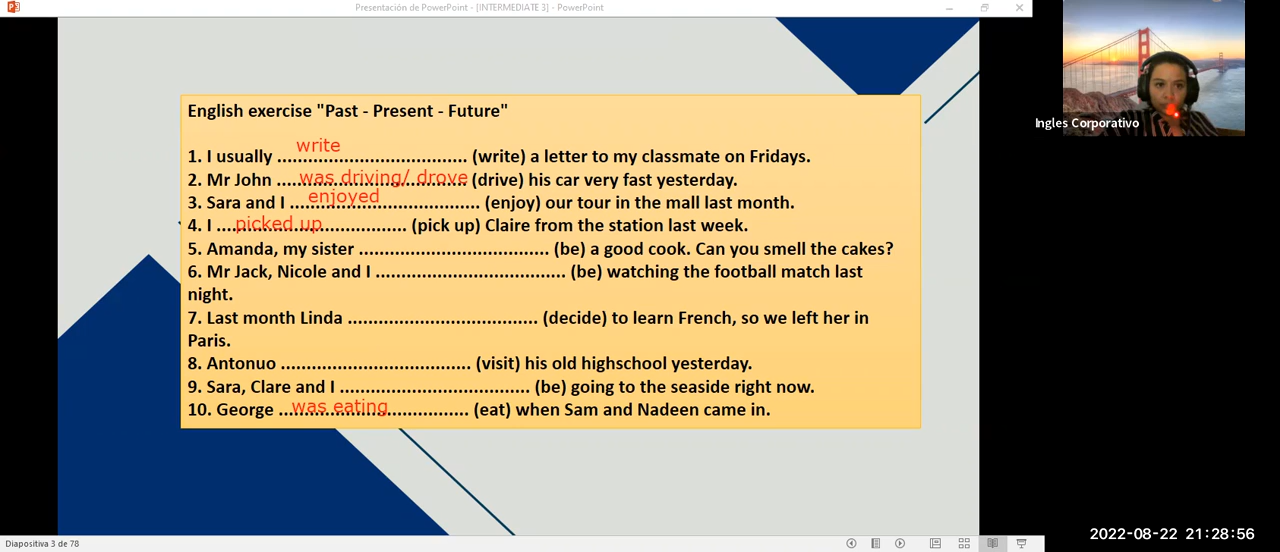 Presentación de PowerPoint - [INTERMEDIATE 3] - PowerPoint
English exercise "Past - Present - Future"
1. I usually ..................................... (write) a letter to my classmate on Fridays.
write
2. Mr John ..................................... (drive) his car very fast yesterday.
was driving/ drove
3. Sara and I ..................................... (enjoy) our tour in the mall last month.
enjoyed
4. I ..................................... (pick up) Claire from the station last week.
picked up
5. Amanda, my sister ..................................... (be) a good cook. Can you smell the cakes?
6. Mr Jack, Nicole and I ..................................... (be) watching the football match last
night.
7. Last month Linda ..................................... (decide) to learn French, so we left her in
Paris.
8. Antonuo ..................................... (visit) his old highschool yesterday.
9. Sara, Clare and I ..................................... (be) going to the seaside right now.
10. George ..................................... (eat) when Sam and Nadeen came in.
was eating
Ingles Corporativo
Diapositiva 3 de 78
2022-08-22 21:28:56